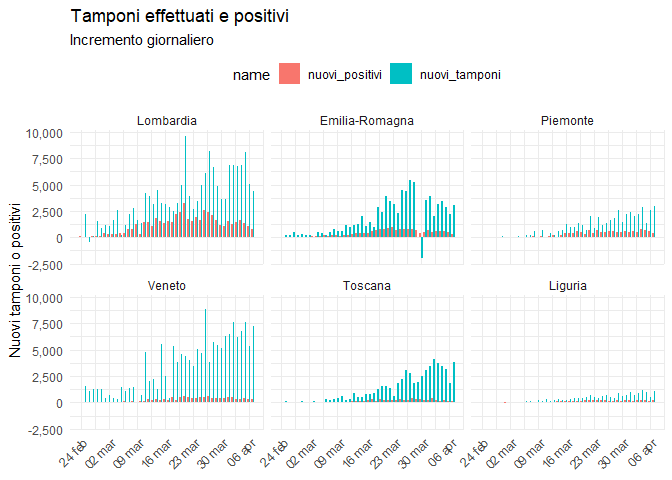 Tamponi effettuati e positivi
Incremento giornaliero
name nuovi_positivi nuovi_tamponi
Lombardia Emilia-Romagna Piemonte
10,000
7,500
5,000
2,500
0
-2,500
Veneto Toscana Liguria
10,000
7,500
5,000
2,500
0
-2,500
Nuovi tamponi o positivi
24 feb 02 mar 09 mar 16 mar 23 mar 30 mar 06 apr 24 feb 02 mar 09 mar 16 mar 23 mar 30 mar 06 apr 24 feb 02 mar 09 mar 16 mar 23 mar 30 mar 06 apr